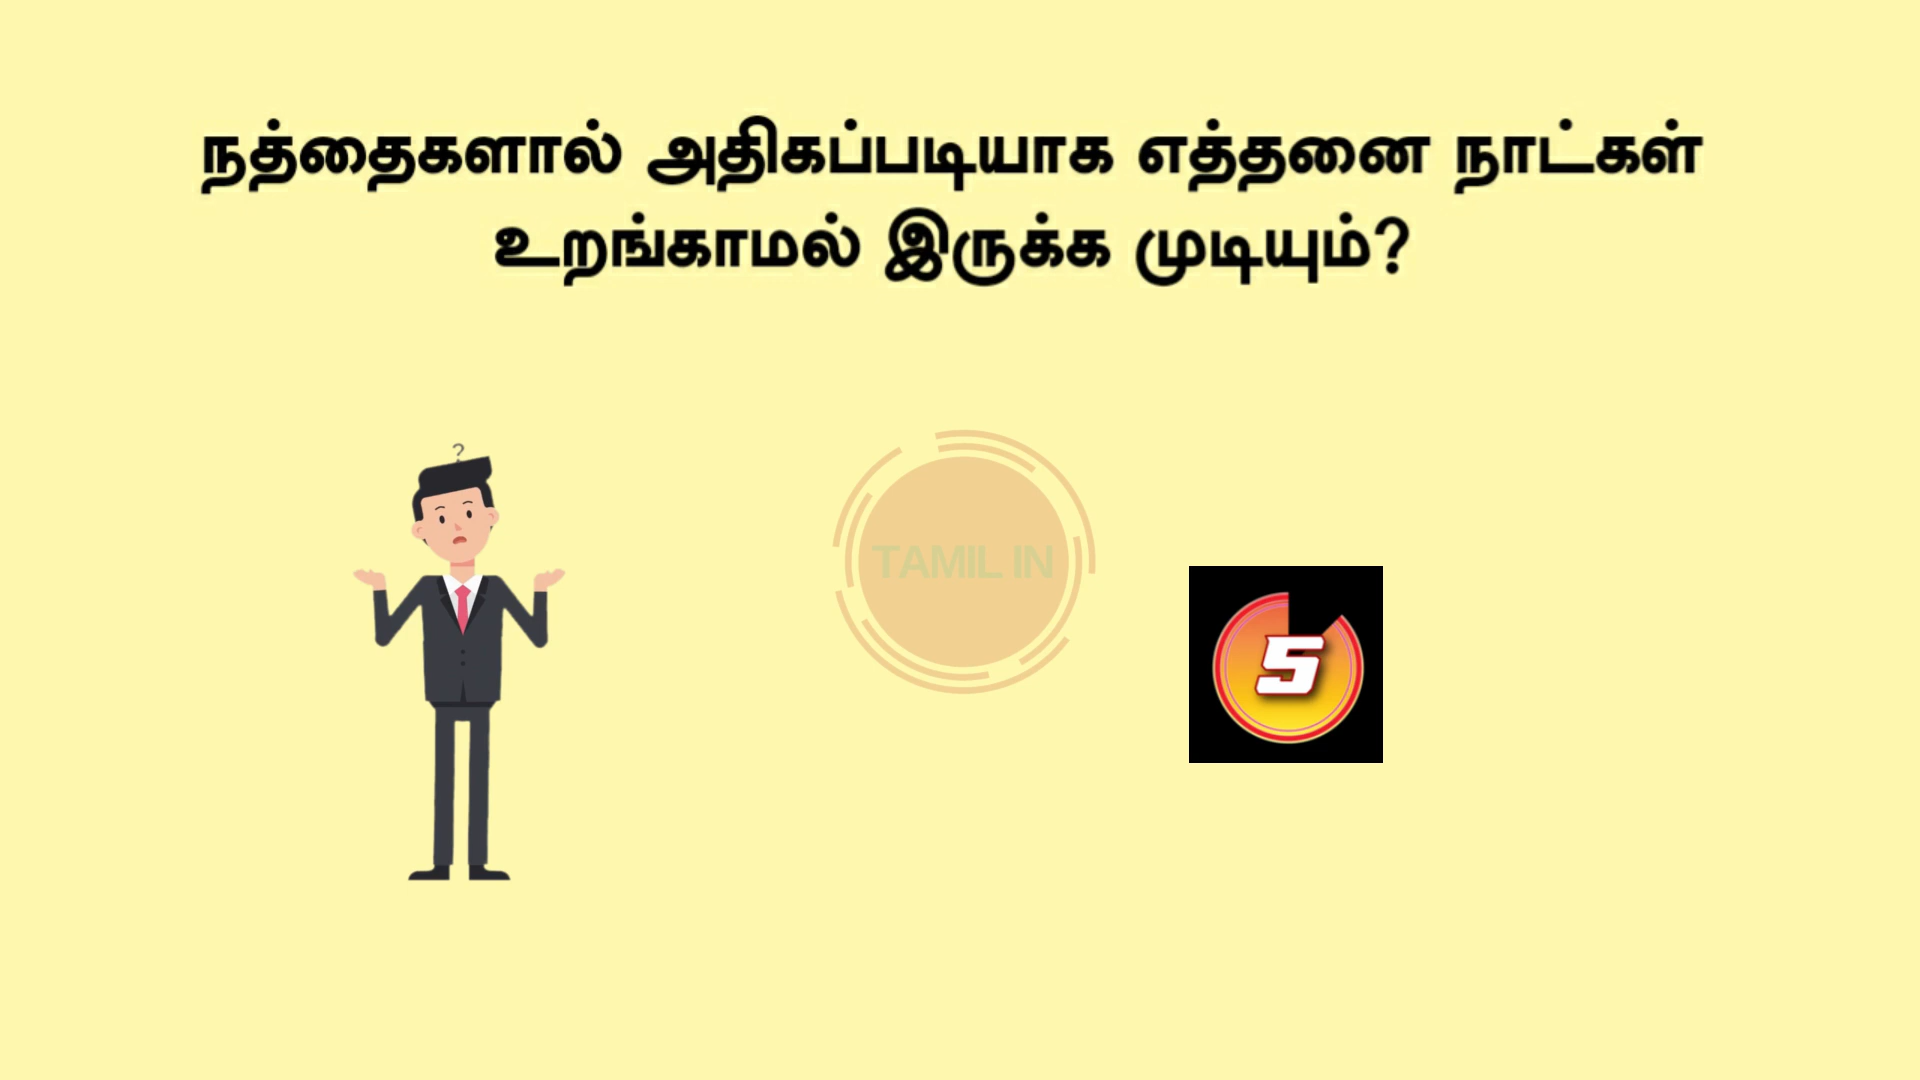 நத்தைகளால் அதிகப்படியாக எத்தனை நாட்கள்
உறங்காமல் இருக்க முடியும்?
?
TAMIL IN
5